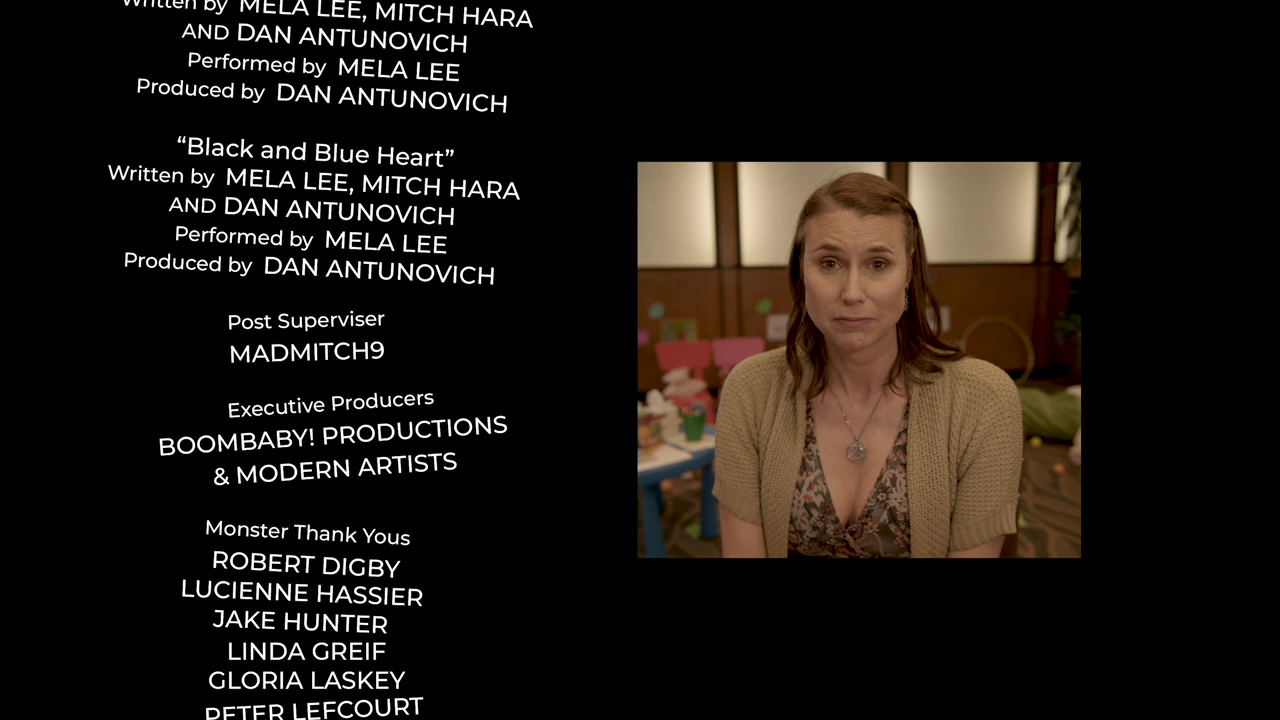 Written by MELA LEE, MITCH HARA
AND DAN ANTUNOVICH
Performed by MELA LEE
Produced by DAN ANTUNOVICH
“Black and Blue Heart”
Written by MELA LEE, MITCH HARA
AND DAN ANTUNOVICH
Performed by MELA LEE
Produced by DAN ANTUNOVICH
Post Superviser
MADMITCH9
Executive Producers
BOOMBABY! PRODUCTIONS
& MODERN ARTISTS
Monster Thank Yous
ROBERT DIGBY
LUCIENNE HASSIER
JAKE HUNTER
LINDA GREIF
GLORIA LASKEY
PETER LEFCOURT